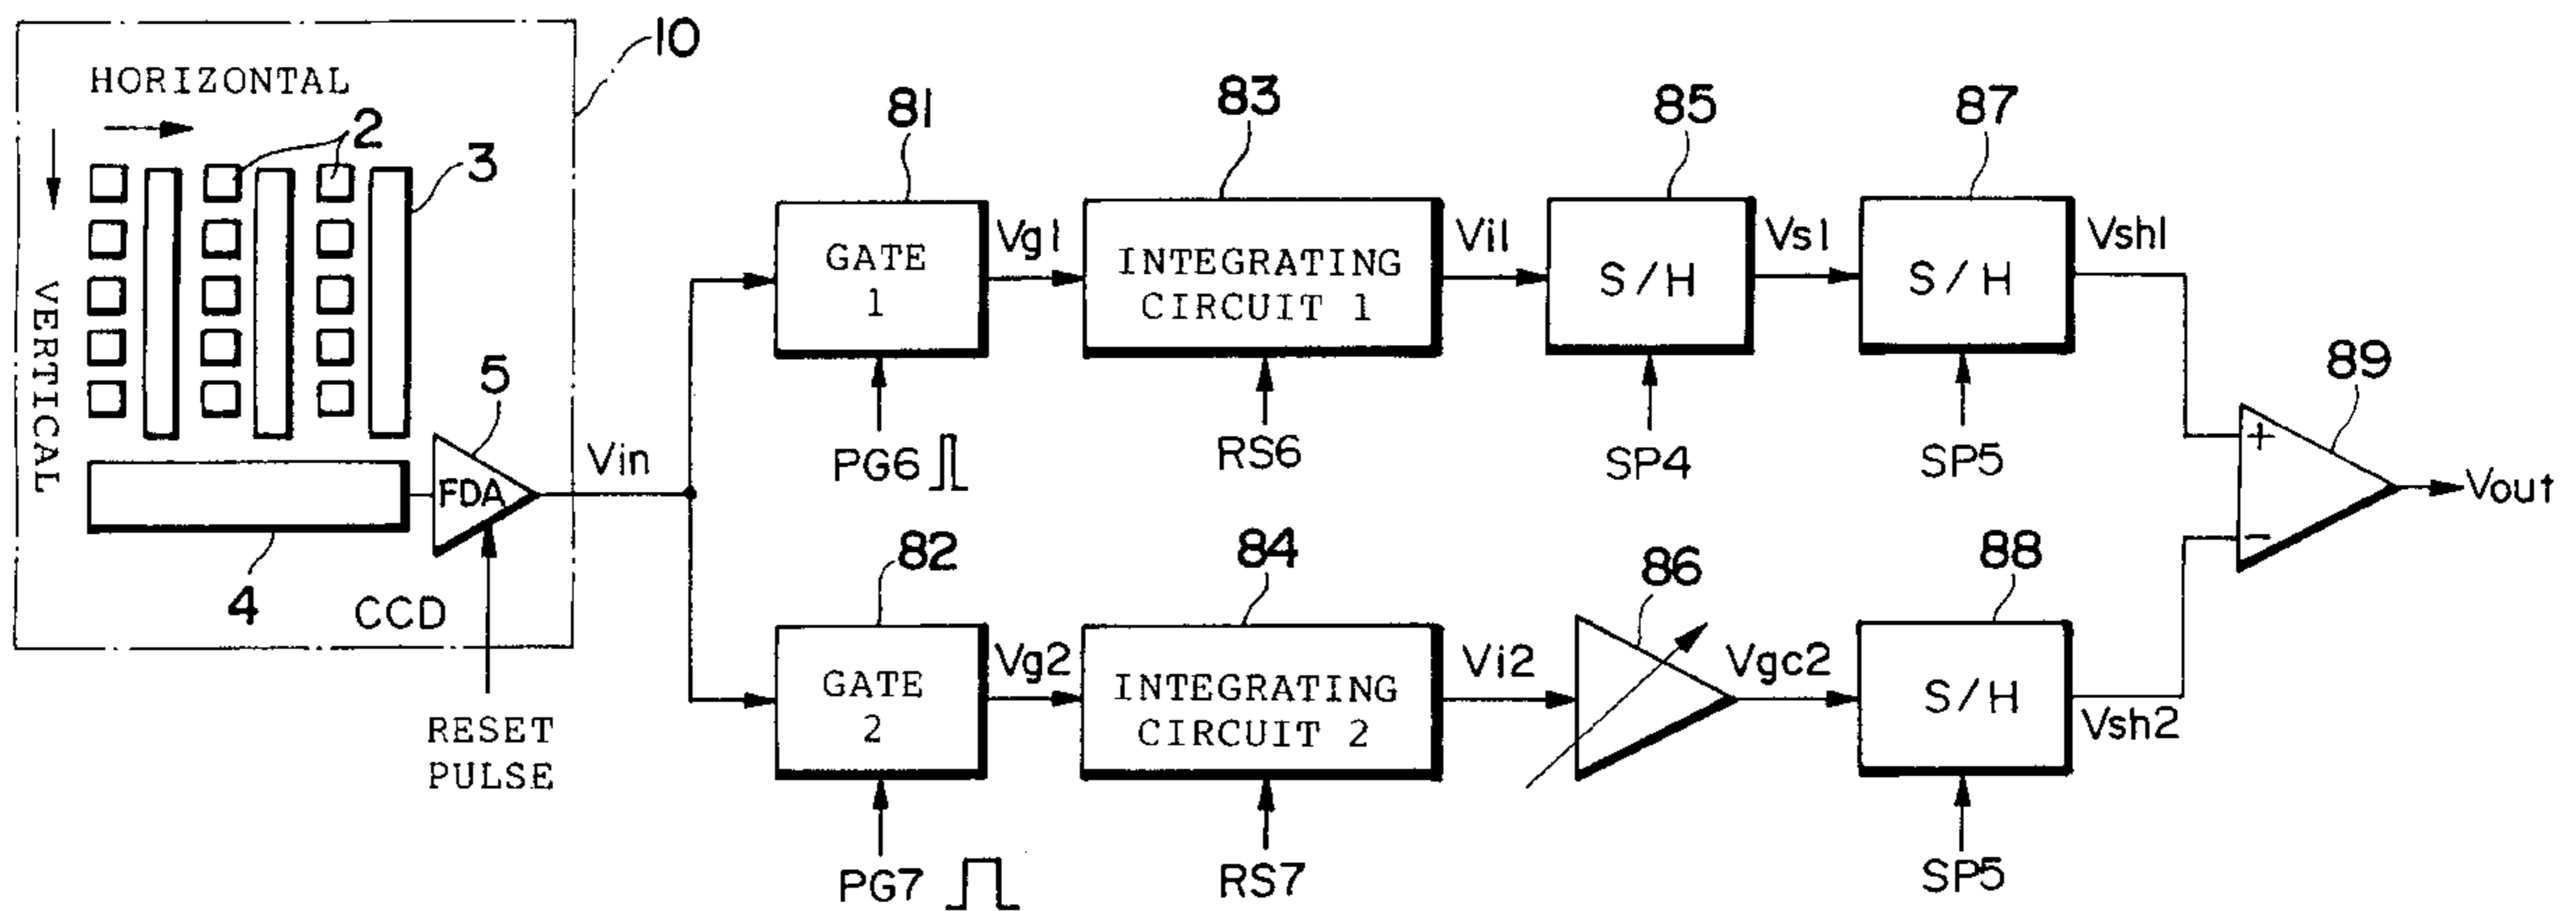 10
HORIZONTAL
2
3
VERTICAL
5
FDA
4
CCD
RESET
PULSE
Vin
81
GATE
1
PG6
Vg1
83
INTEGRATING
CIRCUIT 1
RS6
Vi1
85
S/H
SP4
Vs1
87
S/H
SP5
Vsh1
82
GATE
2
PG7
Vg2
84
INTEGRATING
CIRCUIT 2
RS7
Vi2
86
Vgc2
88
S/H
SP5
Vsh2
89
+
−
Vout